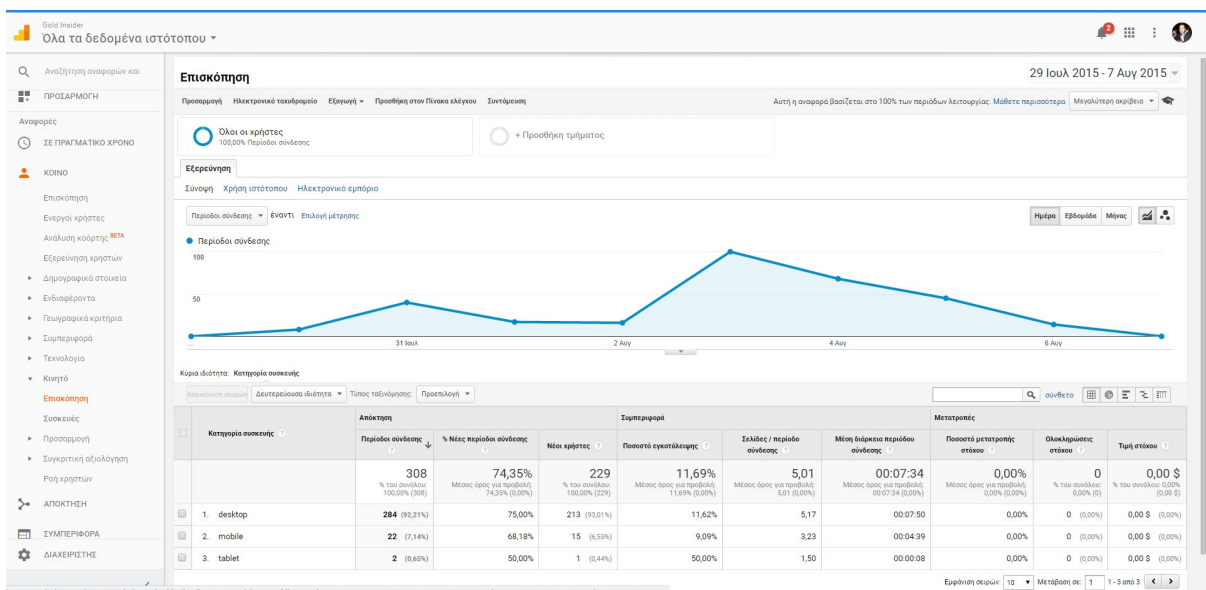 Gold Insider
Όλα τα δεδομένα ιστότοπου
2
Αναζήτηση αναφορών και
ΠΡΟΣΑΡΜΟΓΗ
Αναφορές
ΣΕ ΠΡΑΓΜΑΤΙΚΟ ΧΡΟΝΟ
ΚΟΙΝΟ
Επισκόπηση
Ενεργοί χρήστες
Ανάλυση κοόρτης BETA
Εξερεύνηση χρηστών
Δημογραφικά στοιχεία
Ενδιαφέροντα
Γεωγραφικά κριτήρια
Συμπεριφορά
Τεχνολογία
Κινητό
Επισκόπηση
Συσκευές
Προσαρμογή
Συγκριτική αξιολόγηση
Ροή χρηστών
ΑΠΟΚΤΗΣΗ
ΣΥΜΠΕΡΙΦΟΡΑ
ΔΙΑΧΕΙΡΙΣΤΗΣ
Επισκόπηση
29 Ιουλ 2015 - 7 Αυγ 2015
Προσαρμογή Ηλεκτρονικό ταχυδρομείο Εξαγωγή Προσθήκη στον Πίνακα ελέγχου Συντόμευση
Αυτή η αναφορά βασίζεται στο 100% των περιόδων λειτουργίας. Μάθετε περισσότερα Μεγαλύτερη ακρίβεια
Όλοι οι χρήστες
100,00% Περίοδοι σύνδεσης
+ Προσθήκη τμήματος
Εξερεύνηση
Σύνοψη Χρήση ιστότοπου Ηλεκτρονικό εμπόριο
Περίοδοι σύνδεσης έναντι Επιλογή μέτρησης
Ημέρα Εβδομάδα Μήνας
Περίοδοι σύνδεσης
100
50
... 31 Ιουλ 2 Αυγ 4 Αυγ 6 Αυγ
Κύρια ιδιότητα: Κατηγορία συσκευής
Απεικόνιση σειρών Δευτερεύουσα ιδιότητα Τύπος ταξινόμησης: Προεπιλογή
σύνθετο
Απόκτηση Συμπεριφορά Μετατροπές
Κατηγορία συσκευής
Περίοδοι σύνδεσης
% Νέες περίοδοι σύνδεσης
Νέοι χρήστες
Ποσοστό εγκατάλειψης
Σελίδες / περίοδο
σύνδεσης
Μέση διάρκεια περιόδου
σύνδεσης
Ποσοστό μετατροπής
στόχου
Ολοκληρώσεις
στόχου
Τιμή στόχου
308
% του συνόλου:
100,00% (308)
74,35%
Μέσος όρος για προβολή:
74,35% (0,00%)
229
% του συνόλου:
100,00% (229)
11,69%
Μέσος όρος για προβολή:
11,69% (0,00%)
5,01
Μέσος όρος για προβολή:
5,01 (0,00%)
00:07:34
Μέσος όρος για προβολή:
00:07:34 (0,00%)
0,00%
Μέσος όρος για προβολή:
0,00% (0,00%)
0
% του συνόλου:
0,00% (0)
0,00 $
% του συνόλου: 0,00%
(0,00 $)
1. desktop 284 (92,21%) 75,00% 213 (93,01%) 11,62% 5,17 00:07:50 0,00% 0 (0,00%) 0,00 $ (0,00%)
2. mobile 22 (7,14%) 68,18% 15 (6,55%) 9,09% 3,23 00:04:39 0,00% 0 (0,00%) 0,00 $ (0,00%)
3. tablet 2 (0,65%) 50,00% 1 (0,44%) 50,00% 1,50 00:00:08 0,00% 0 (0,00%) 0,00 $ (0,00%)
Εμφάνιση σειρών: 10 Μετάβαση σε: 1 1 - 3 από 3